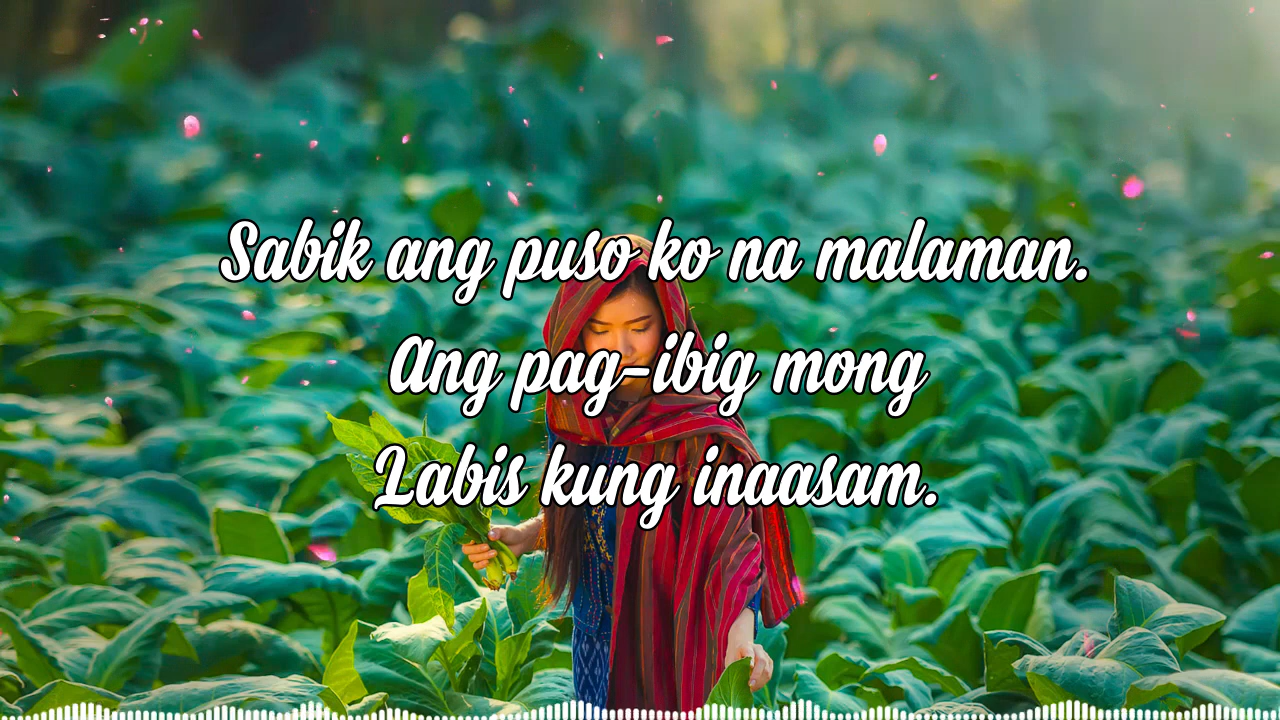 Sabik ang puso ko na malaman.
Ang pag-ibig mong
Labis kung inaasam.